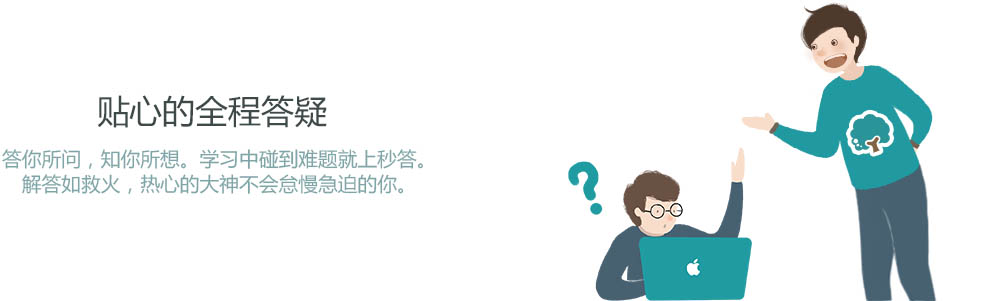 贴心的全程答疑
答你所问，知你所想。学习中碰到难题就上秒答。
解答如救火，热心的大神不会怠慢急迫的你。
?